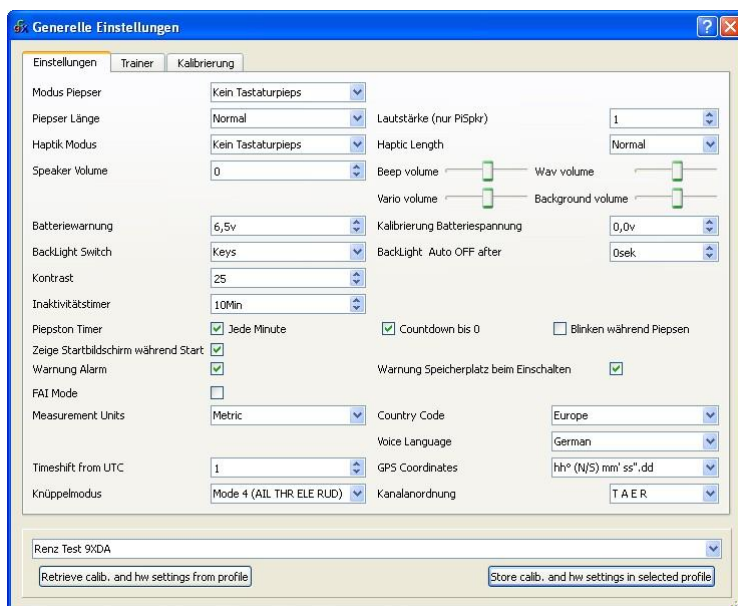 Generelle Einstellungen
Einstellungen Trainer Kalibrierung
Modus Piepser Kein Tastaturpieps
Piepser Länge Normal Lautstärke (nur PiSpkr) 1
Haptik Modus Kein Tastaturpieps Haptic Length Normal
Speaker Volume 0 Beep volume Wav volume
Vario volume Background volume
Batteriewarnung 6,5v Kalibrierung Batteriespannung 0,0v
BackLight Switch Keys BackLight Auto OFF after 0sek
Kontrast 25
Inaktivitätstimer 10Min
Piepston Timer Jede Minute Countdown bis 0 Blinken während Piepsen
Zeige Startbildschirm während Start
Warnung Alarm Warnung Speicherplatz beim Einschalten
FAI Mode
Measurement Units Metric Country Code Europe
Voice Language German
Timeshift from UTC 1 GPS Coordinates hh° (N/S) mm' ss".dd
Knüppelmodus Mode 4 (AIL THR ELE RUD) Kanalanordnung T A E R
Renz Test 9XDA
Retrieve calib. and hw settings from profile Store calib. and hw settings in selected profile